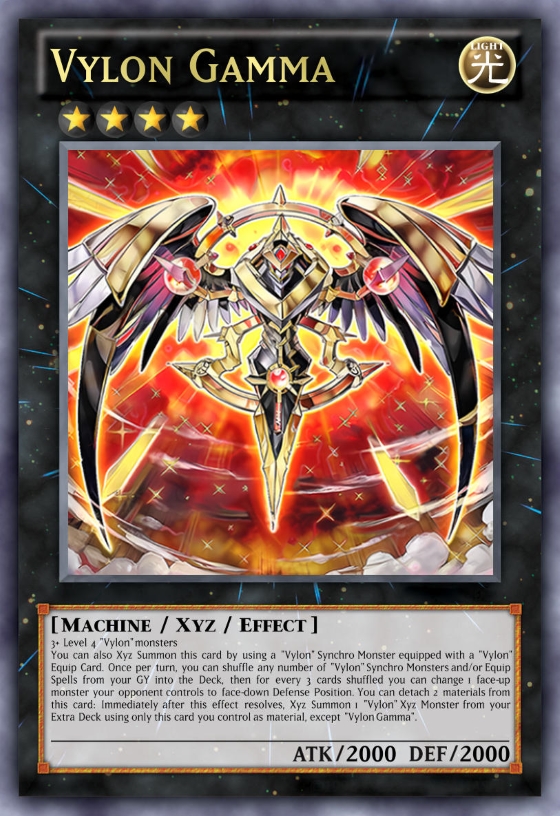 Vylon Gamma
LIGHT
光
[ Machine / Xyz / Effect ]
3+ Level 4 "Vylon" monsters
You can also Xyz Summon this card by using a "Vylon" Synchro Monster equipped with a "Vylon"
Equip Card. Once per turn, you can shuffle any number of "Vylon" Synchro Monsters and/or Equip
Spells from your GY into the Deck, then for every 3 cards shuffled you can change 1 face-up
monster your opponent controls to face-down Defense Position. You can detach 2 materials from
this card: Immediately after this effect resolves, Xyz Summon 1 "Vylon" Xyz Monster from your
Extra Deck using only this card you control as material, except "Vylon Gamma".
ATK/2000 DEF/2000